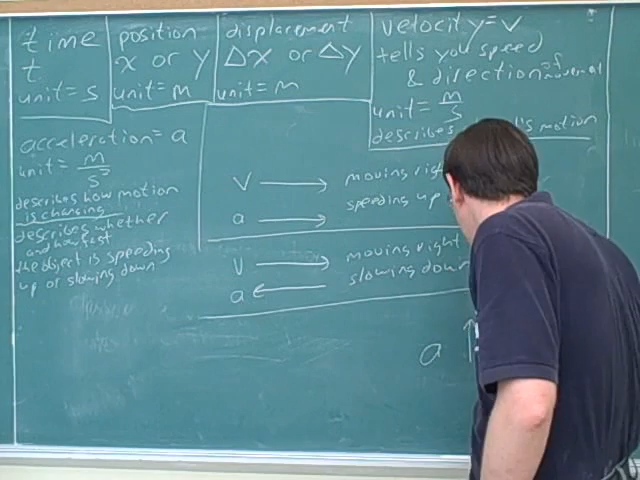 time
t
unit = s
position
x or y
unit = m
displacement
Δx or Δy
unit = m
velocity = v
tells you speed
& direction of movement
unit = m/s
describes 's motion
acceleration = a
unit = m/s²
describes how motion
is changing
describes whether
and how fast
the object is speeding
up or slowing down
v → moving right
a → speeding up
v → moving right
a ← slowing down
a ↑